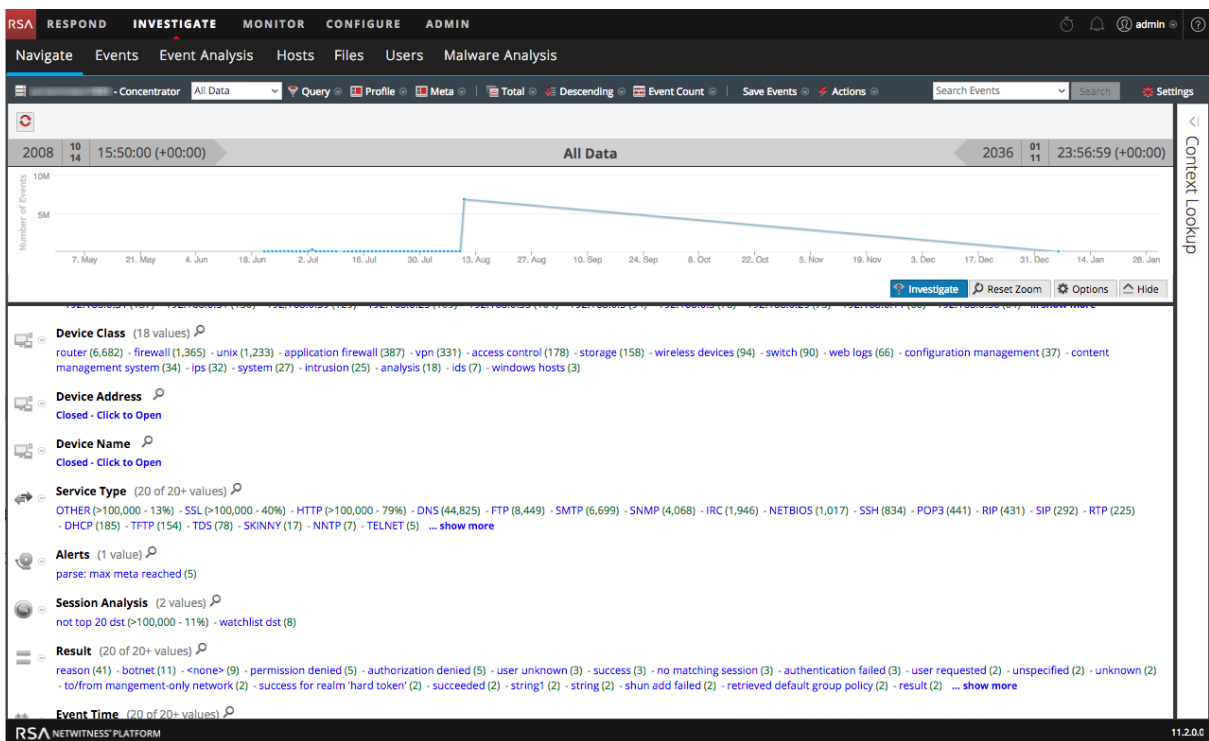 RSA RESPOND INVESTIGATE MONITOR CONFIGURE ADMIN admin
Navigate Events Event Analysis Hosts Files Users Malware Analysis
- Concentrator All Data Query Profile Meta Total Descending Event Count Save Events Actions Search Events Search Settings
2008 10 14 15:50:00 (+00:00) All Data 2036 01 11 23:56:59 (+00:00)
Context Lookup
Number of Events
10M
5M
7. May 21. May 4. Jun 18. Jun 2. Jul 16. Jul 30. Jul 13. Aug 27. Aug 10. Sep 24. Sep 8. Oct 22. Oct 5. Nov 19. Nov 3. Dec 17. Dec 31. Dec 14. Jan 28. Jan
Investigate Reset Zoom Options Hide
Device Class (18 values)
router (6,682) - firewall (1,365) - unix (1,233) - application firewall (387) - vpn (331) - access control (178) - storage (158) - wireless devices (94) - switch (90) - web logs (66) - configuration management (37) - content
management system (34) - ips (32) - system (27) - intrusion (25) - analysis (18) - ids (7) - windows hosts (3)
Device Address
Closed - Click to Open
Device Name
Closed - Click to Open
Service Type (20 of 20+ values)
OTHER (>100,000 - 13%) - SSL (>100,000 - 40%) - HTTP (>100,000 - 79%) - DNS (44,825) - FTP (8,449) - SMTP (6,699) - SNMP (4,068) - IRC (1,946) - NETBIOS (1,017) - SSH (834) - POP3 (441) - RIP (431) - SIP (292) - RTP (225)
- DHCP (185) - TFTP (154) - TDS (78) - SKINNY (17) - NNTP (7) - TELNET (5) ... show more
Alerts (1 value)
parse: max meta reached (5)
Session Analysis (2 values)
not top 20 dst (>100,000 - 11%) - watchlist dst (8)
Result (20 of 20+ values)
reason (41) - botnet (11) - <none> (9) - permission denied (5) - authorization denied (5) - user unknown (3) - success (3) - no matching session (3) - authentication failed (3) - user requested (2) - unspecified (2) - unknown (2)
- to/from mangement-only network (2) - success for realm 'hard token' (2) - succeeded (2) - string1 (2) - string (2) - shun add failed (2) - retrieved default group policy (2) - result (2) ... show more
Event Time (20 of 20+ values)
RSA NETWITNESS® PLATFORM 11.2.0.0